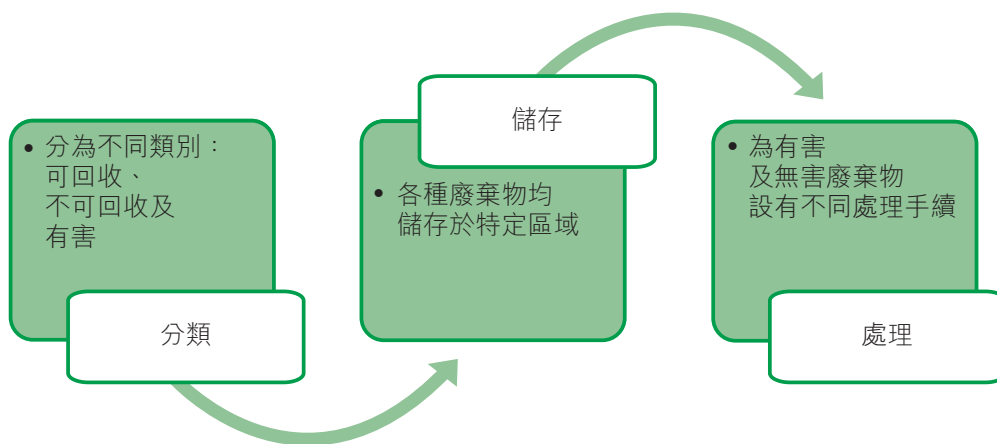 • 分為不同類別：
可回收、
不可回收及
有害
分類
儲存
• 各種廢棄物均
儲存於特定區域
• 為有害
及無害廢棄物
設有不同處理手續
處理